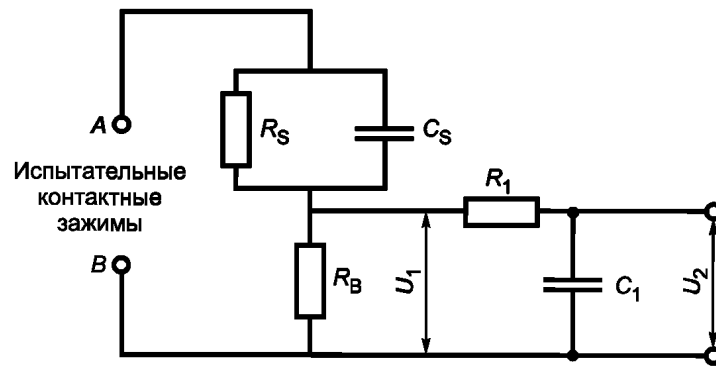 A
R_S
C_S
Испытательные
контактные
зажимы
R_1
B
R_B
U_1
C_1
U_2